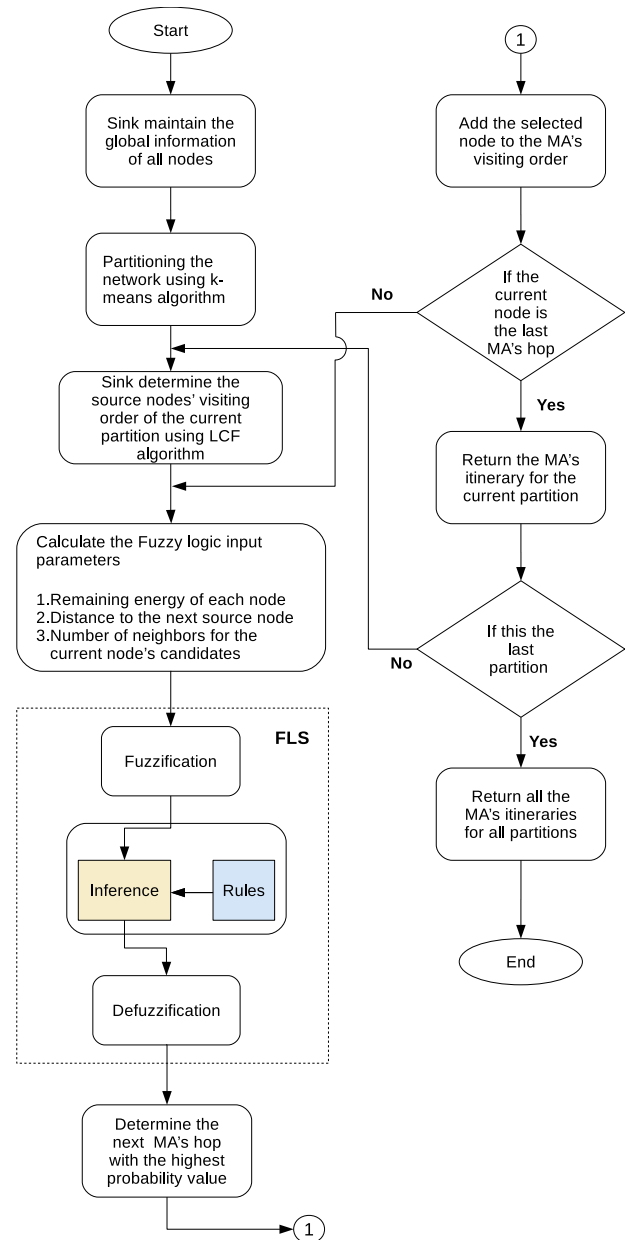 Start
Sink maintain the
global information
of all nodes
Partitioning the
network using k-
means algorithm
Sink determine the
source nodes' visiting
order of the current
partition using LCF
algorithm
Calculate the Fuzzy logic input
parameters
1.Remaining energy of each node
2.Distance to the next source node
3.Number of neighbors for the
current node's candidates
FLS
Fuzzification
Inference
Rules
Defuzzification
Determine the
next MA's hop
with the highest
probability value
1
1
Add the selected
node to the MA's
visiting order
If the
current
node is
the last
MA's hop
No
Yes
Return the MA's
itinerary for the
current partition
If this the
last
partition
No
Yes
Return all the
MA's itineraries
for all partitions
End